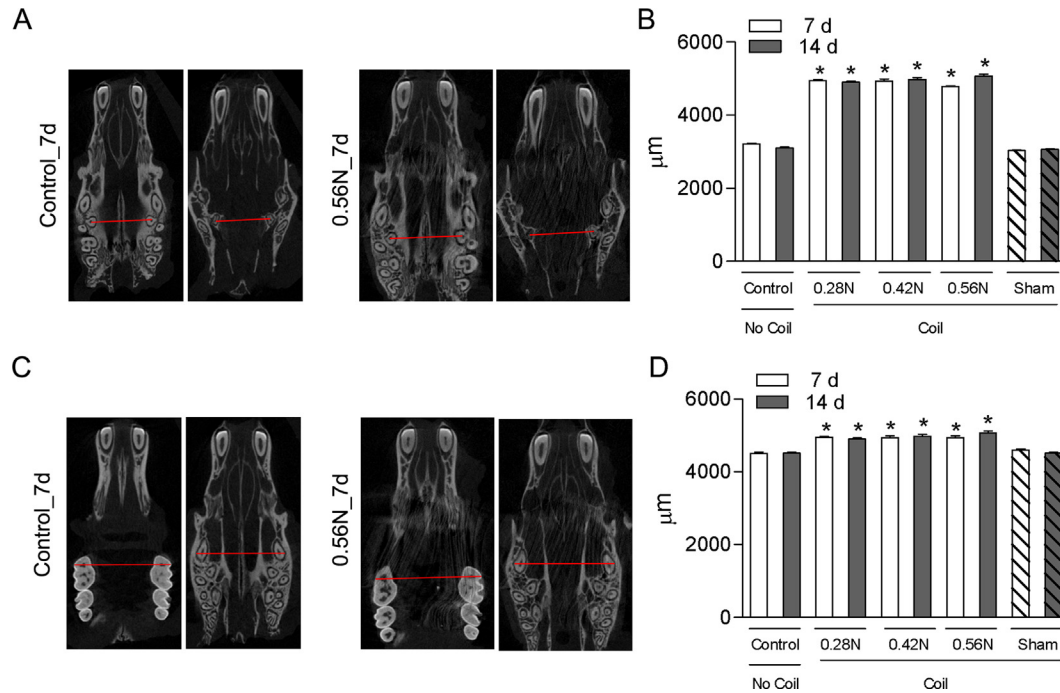 A
Control_7d
0.56N_7d
B
7 d
14 d
μm
6000
4000
2000
0
* * * * * *
Control 0.28N 0.42N 0.56N Sham
No Coil Coil
C
Control_7d
0.56N_7d
D
7 d
14 d
μm
6000
4000
2000
0
* * * * * *
Control 0.28N 0.42N 0.56N Sham
No Coil Coil